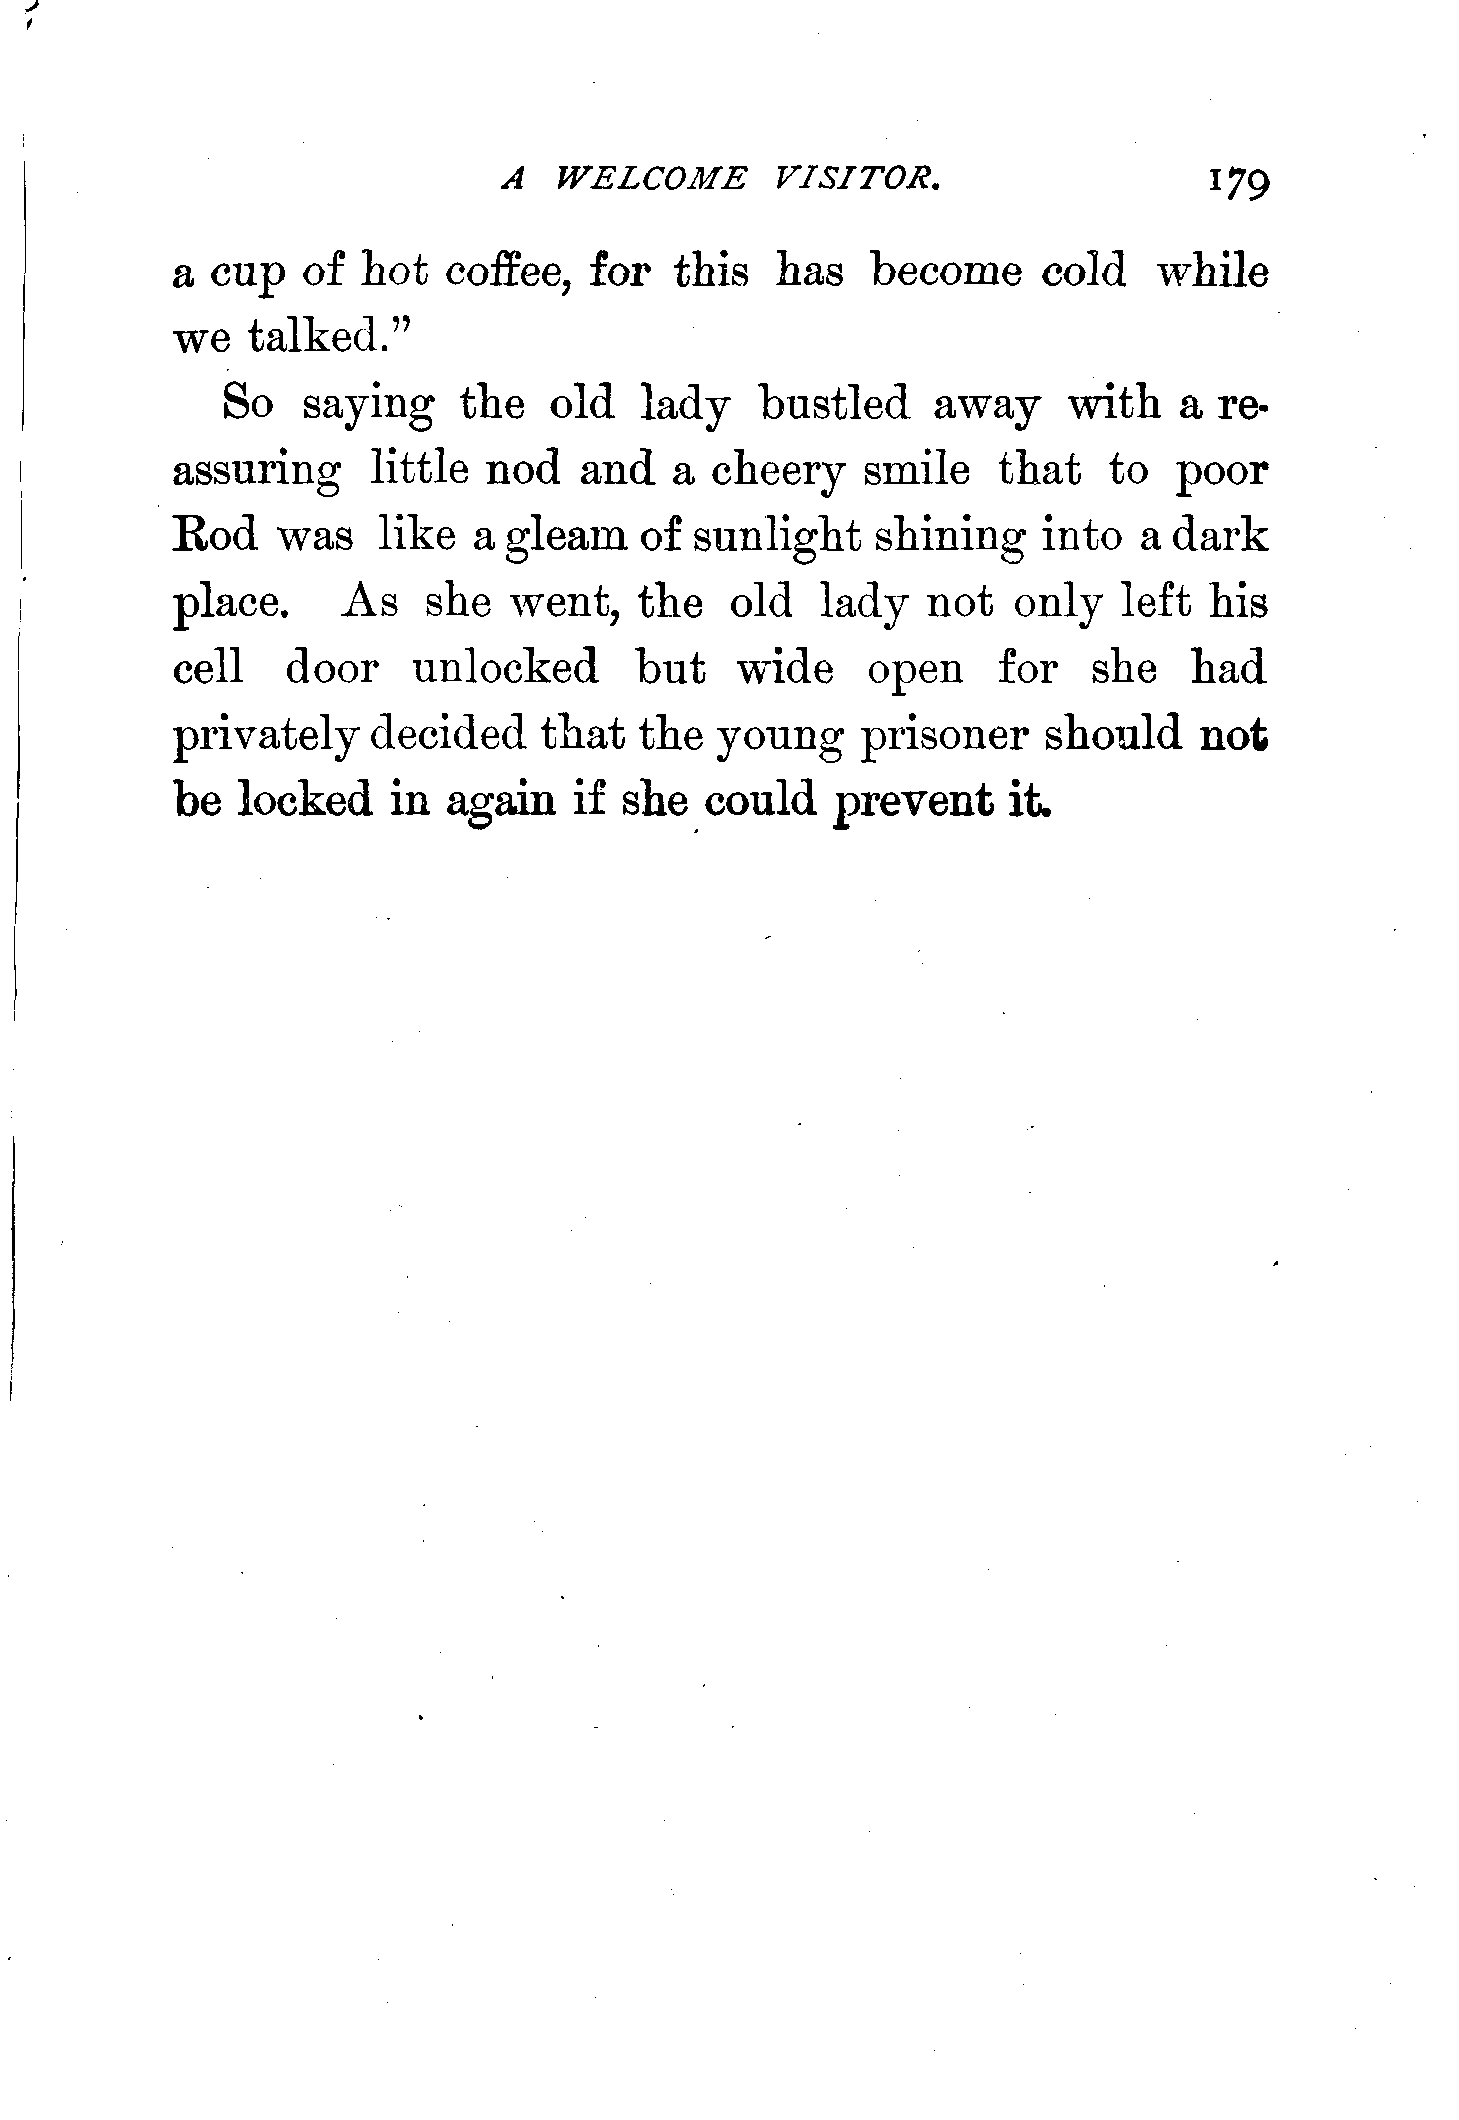 A WELCOME VISITOR. 179
a cup of hot coffee, for this has become cold while
we talked.”
So saying the old lady bustled away with a re-
assuring little nod and a cheery smile that to poor
Rod was like a gleam of sunlight shining into a dark
place. As she went, the old lady not only left his
cell door unlocked but wide open for she had
privately decided that the young prisoner should not
be locked in again if she could prevent it.